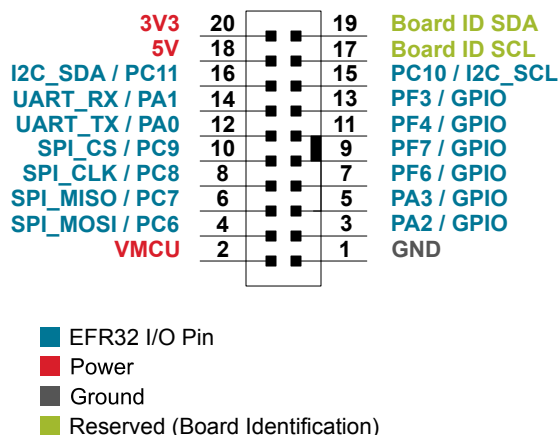 3V3 20 19 Board ID SDA
5V 18 17 Board ID SCL
I2C_SDA / PC11 16 15 PC10 / I2C_SCL
UART_RX / PA1 14 13 PF3 / GPIO
UART_TX / PA0 12 11 PF4 / GPIO
SPI_CS / PC9 10 9 PF7 / GPIO
SPI_CLK / PC8 8 7 PF6 / GPIO
SPI_MISO / PC7 6 5 PA3 / GPIO
SPI_MOSI / PC6 4 3 PA2 / GPIO
VMCU 2 1 GND
EFR32 I/O Pin
Power
Ground
Reserved (Board Identification)